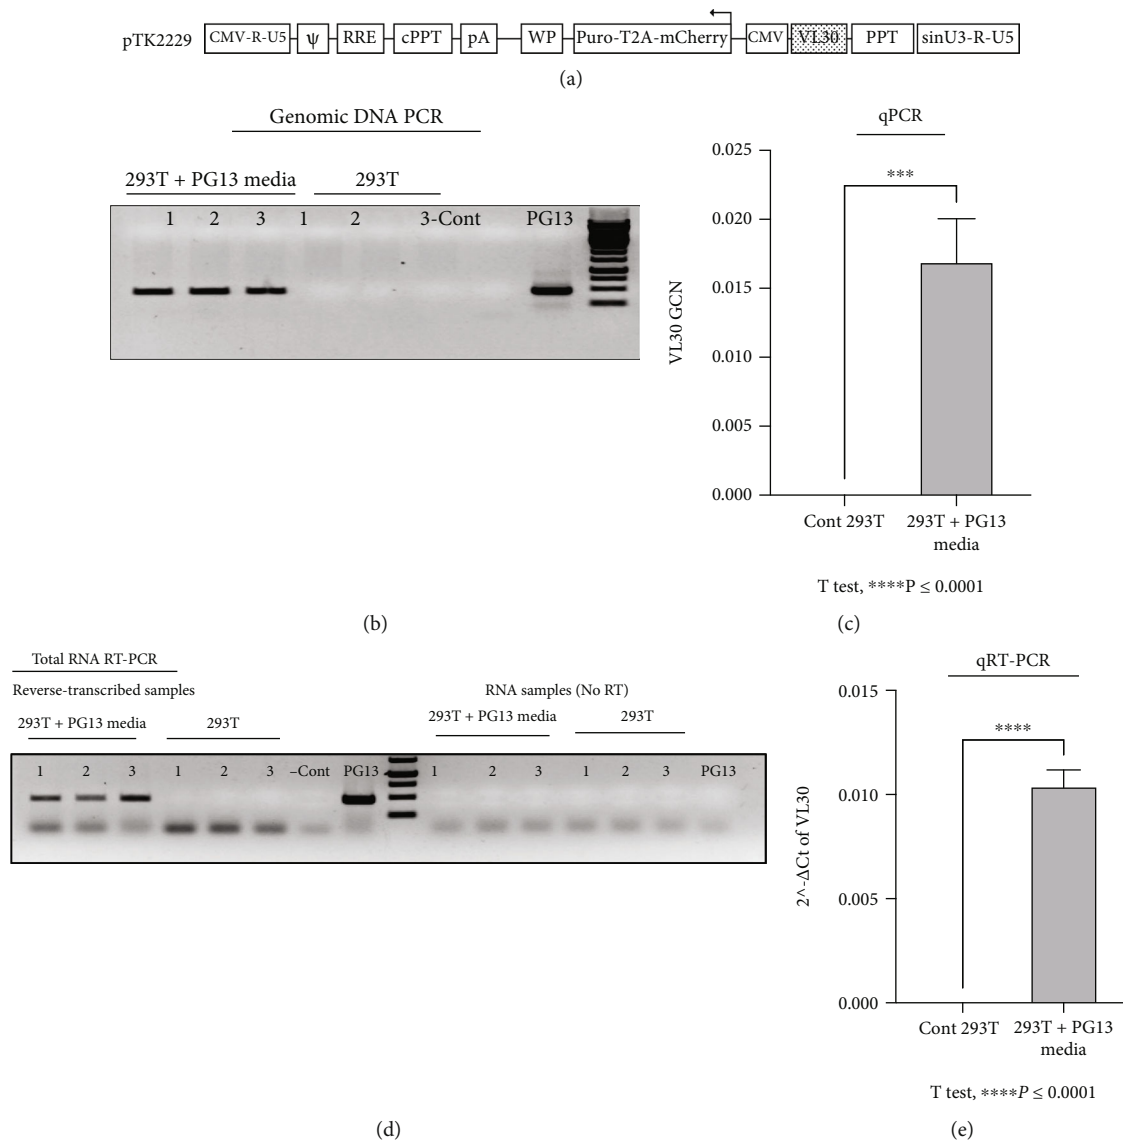 pTK2229 CMV-R-U5 ψ RRE cPPT pA WP Puro-T2A-mCherry CMV VL30 PPT sinU3-R-U5
(a)
Genomic DNA PCR
293T + PG13 media 293T
1 2 3 1 2 3-Cont PG13
(b)
qPCR
***
VL30 GCN
0.025
0.020
0.015
0.010
0.005
0.000
Cont 293T 293T + PG13
media
T test, ****P ≤ 0.0001
(c)
Total RNA RT-PCR
Reverse-transcribed samples RNA samples (No RT)
293T + PG13 media 293T 293T + PG13 media 293T
1 2 3 1 2 3 –Cont PG13 1 2 3 1 2 3 PG13
(d)
qRT-PCR
****
2^-ΔCt of VL30
0.015
0.010
0.005
0.000
Cont 293T 293T + PG13
media
T test, ****P ≤ 0.0001
(e)